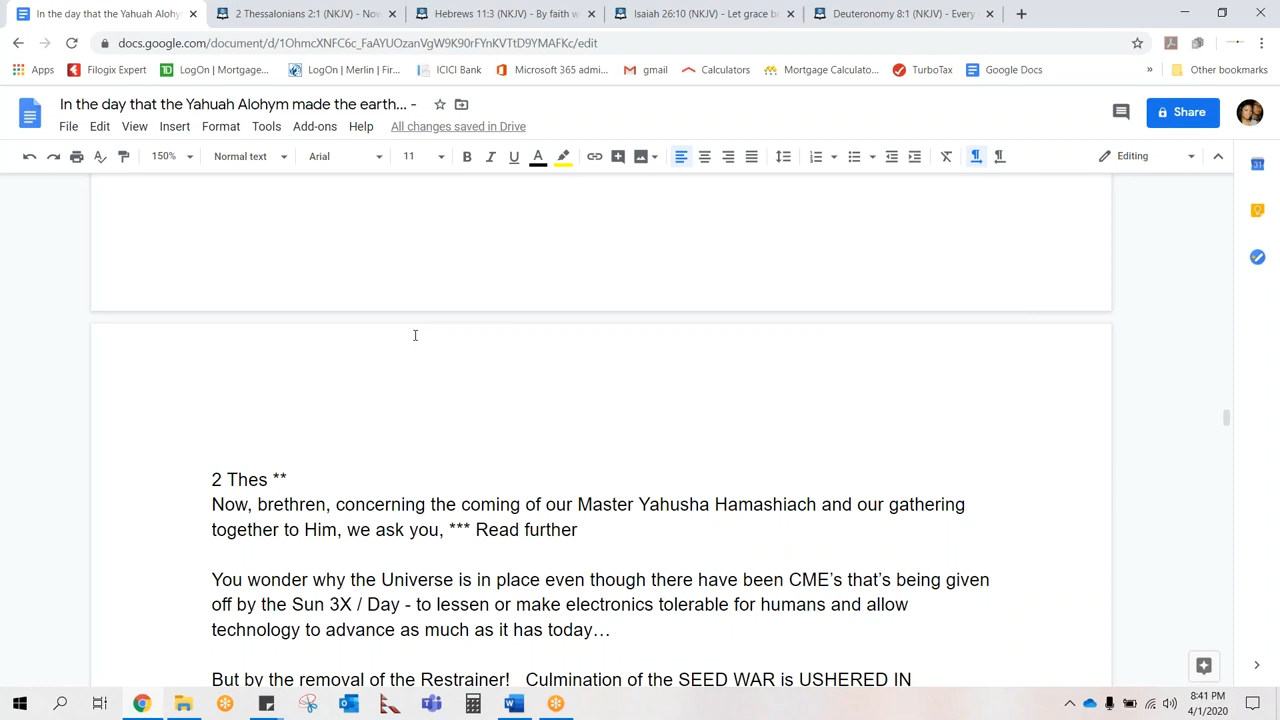 In the day that the Yahuah Alohym
2 Thessalonians 2:1 (NKJV) - Nov
Hebrews 11:3 (NKJV) - By faith w
Isaiah 26:10 (NKJV) - Let grace b
Deuteronomy 8:1 (NKJV) - Every
docs.google.com/document/d/1OhmcXNFC6c_FaAYUOzanVgW9K90rFYnKVTtD9YMAFKc/edit
Apps Filogix Expert LogOn | Mortgage... LogOn | Merlin | Fir... ICICI Bank Microsoft 365 admi... gmail Calculators Mortgage Calculato... TurboTax Google Docs » Other bookmarks
In the day that the Yahuah Alohym made the earth... -
Share
File Edit View Insert Format Tools Add-ons Help All changes saved in Drive
150% Normal text Arial 11 B I U A Editing
31
2 Thes **
Now, brethren, concerning the coming of our Master Yahusha Hamashiach and our gathering
together to Him, we ask you, *** Read further
You wonder why the Universe is in place even though there have been CME's that's being given
off by the Sun 3X / Day - to lessen or make electronics tolerable for humans and allow
technology to advance as much as it has today…
But by the removal of the Restrainer! Culmination of the SEED WAR is USHERED IN
8:41 PM
4/1/2020